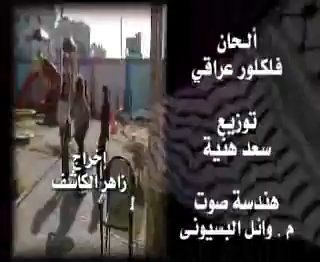 ألحان
فلكلور عراقي
توزيع
سعد هنية
إخراج
زاهر الكاشف
هندسة صوت
م . وائل البسيونى